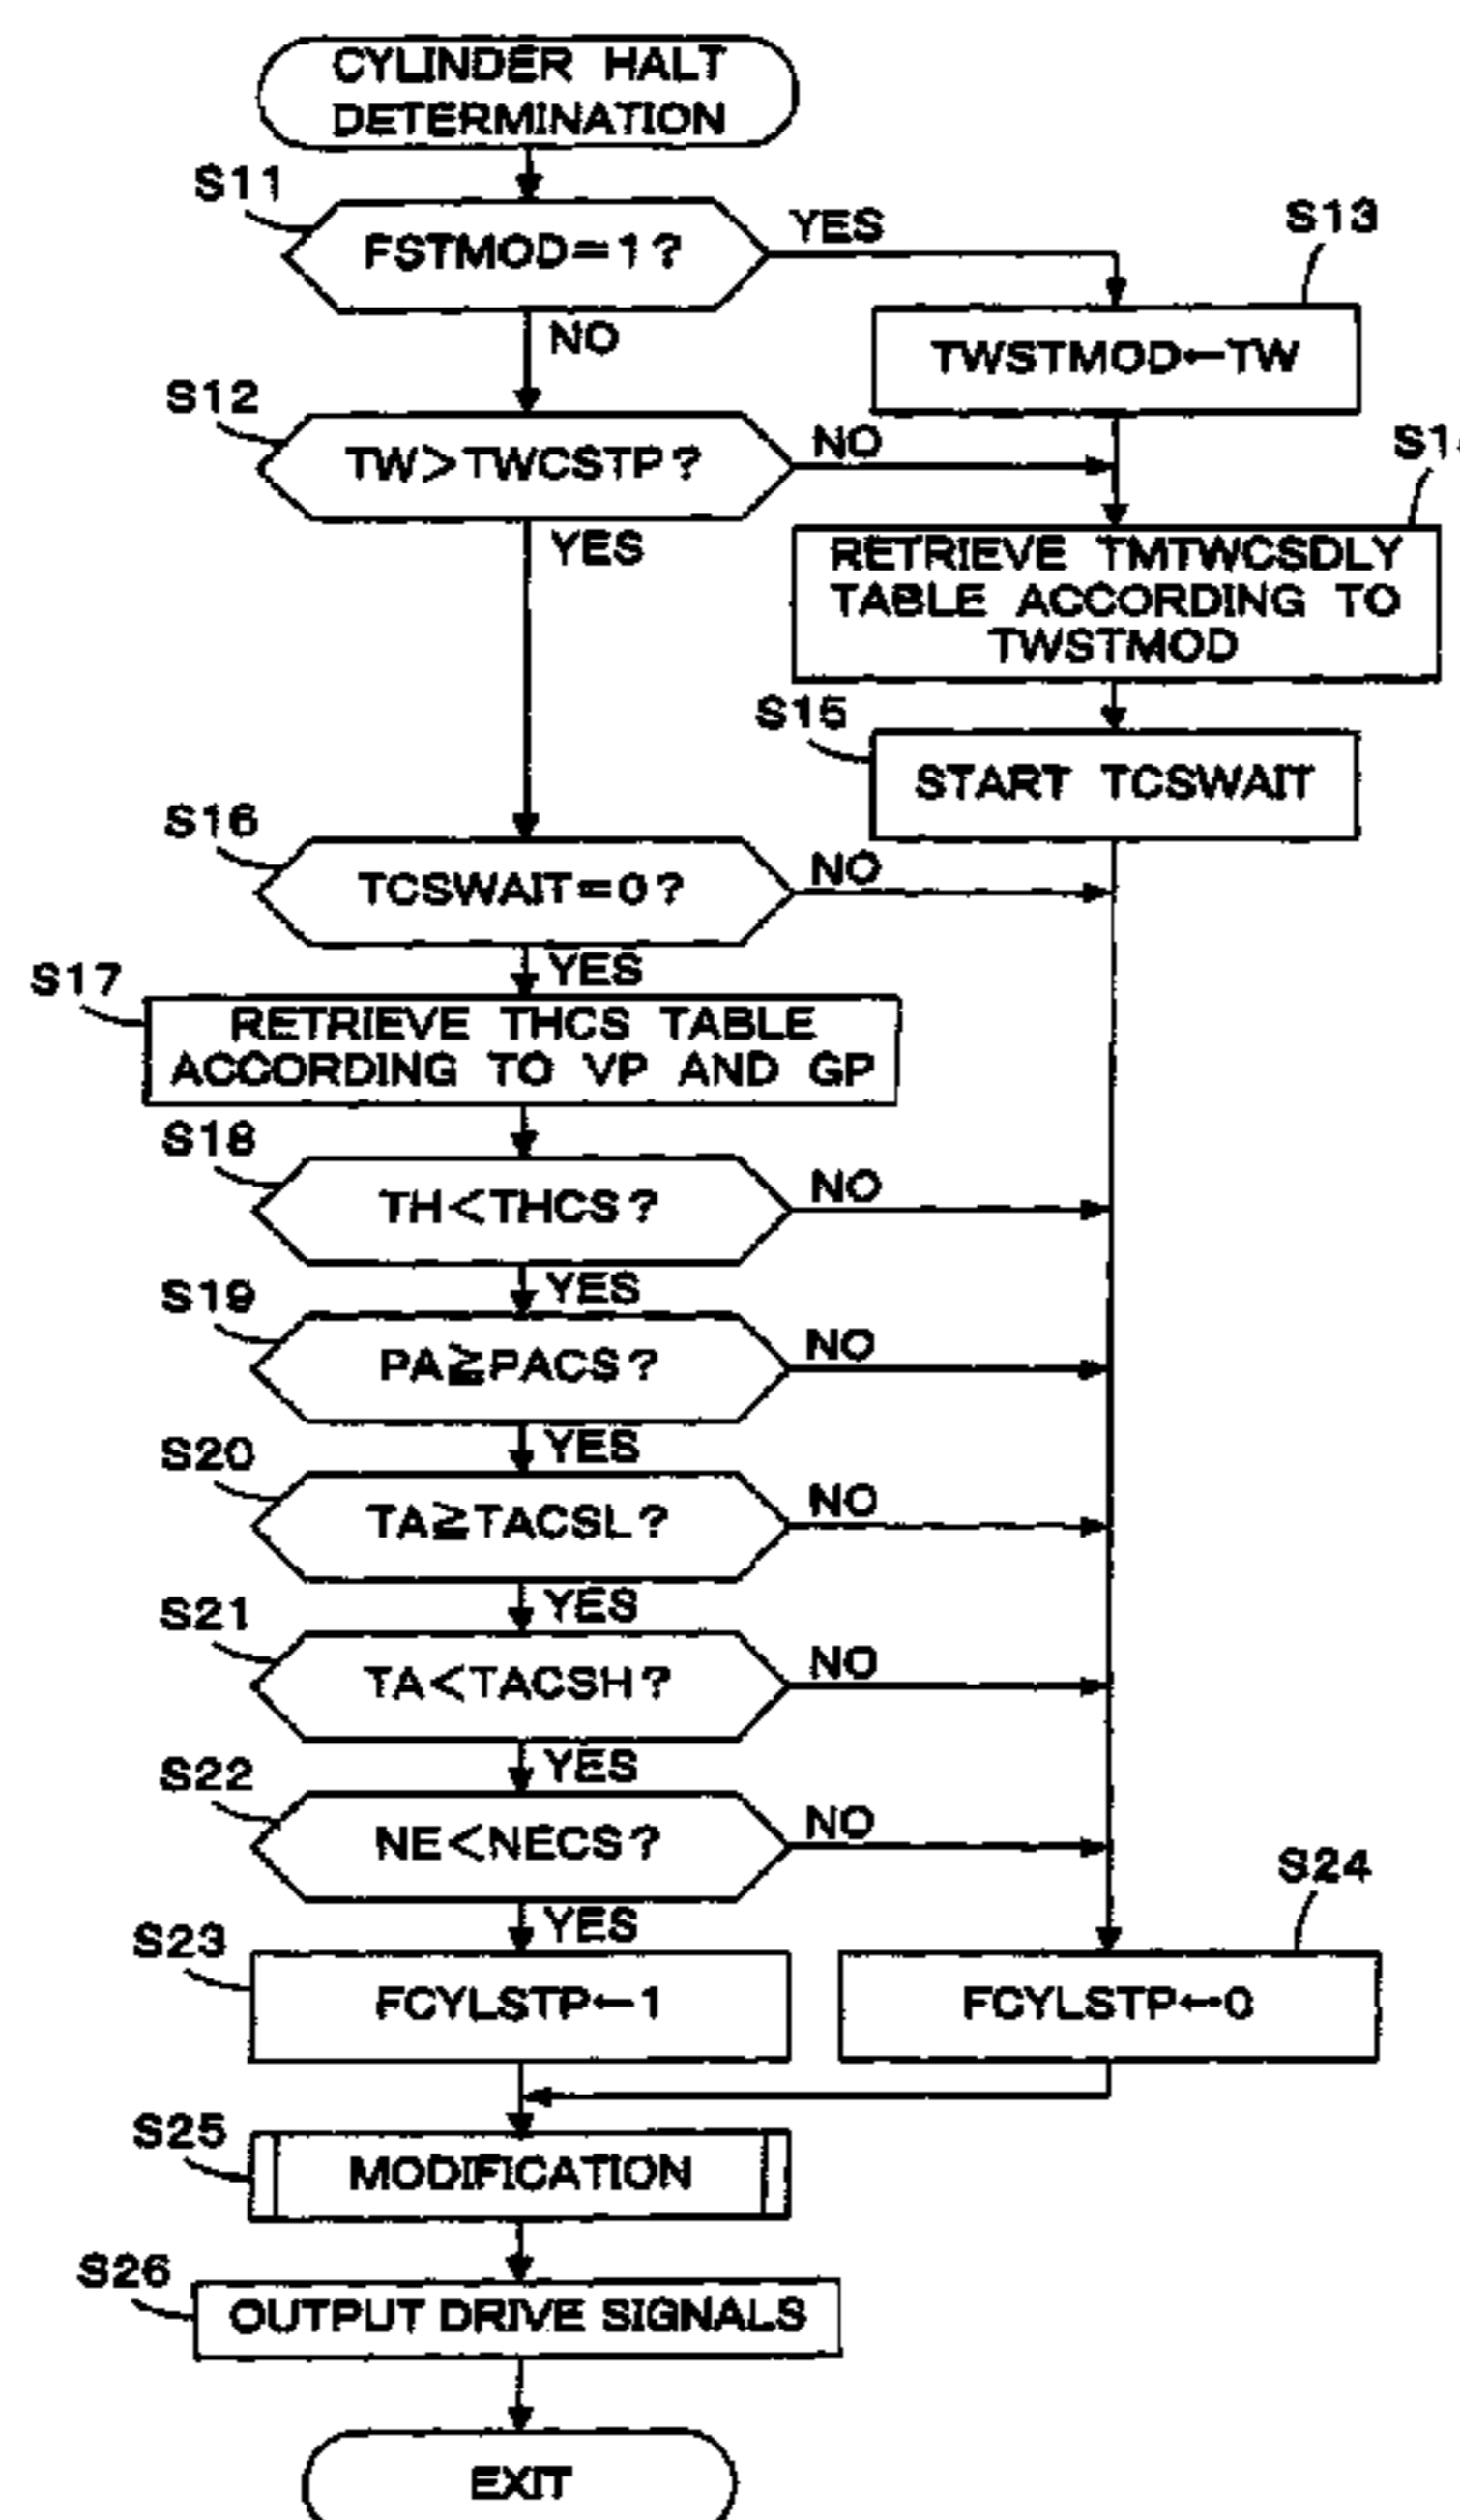 CYLINDER HALT
DETERMINATION
S11
FSTMOD=1?
YES
NO
S13
TWSTMOD←TW
S12
TW>TWCSTP?
NO
YES
RETRIEVE TMTWCSDLY
TABLE ACCORDING TO
TWSTMOD
S15
START TCSWAIT
S16
TCSWAIT=0?
NO
YES
S17
RETRIEVE THCS TABLE
ACCORDING TO VP AND GP
S18
TH<THCS?
NO
YES
S19
PA≧PACS?
NO
YES
S20
TA≧TACSL?
NO
YES
S21
TA<TACSH?
NO
YES
S22
NE<NECS?
NO
YES
S23
FCYLSTP←1
S24
FCYLSTP←0
S25
MODIFICATION
S26
OUTPUT DRIVE SIGNALS
EXIT